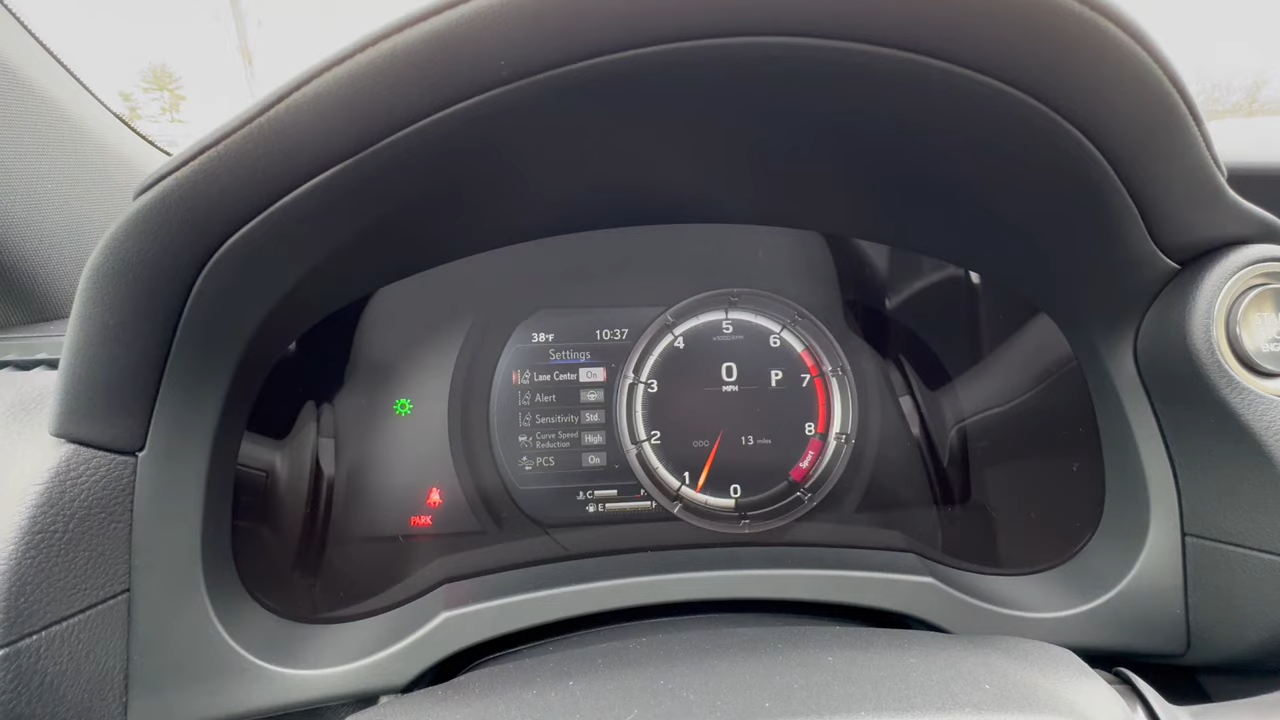 38°F 10:37
Settings
Lane Center On
Alert
Sensitivity Std.
Curve Speed
Reduction High
PCS On
C
E
5
4 6
3 7
2 8
1 0
0
MPH
P
ODO 13 miles
Sport
PARK